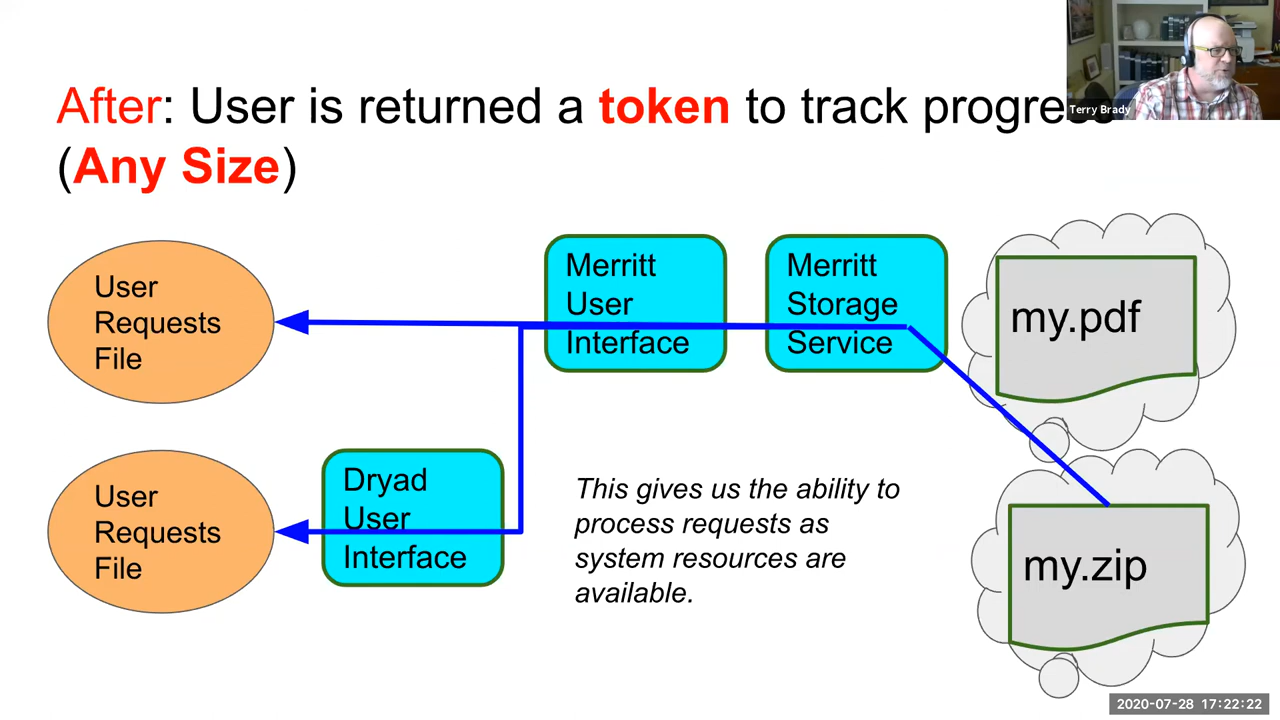 After: User is returned a token to track progress
(Any Size)
Terry Brady
User
Requests
File
Merritt
User
Interface
Merritt
Storage
Service
my.pdf
User
Requests
File
Dryad
User
Interface
This gives us the ability to
process requests as
system resources are
available.
my.zip
2020-07-28 17:22:22